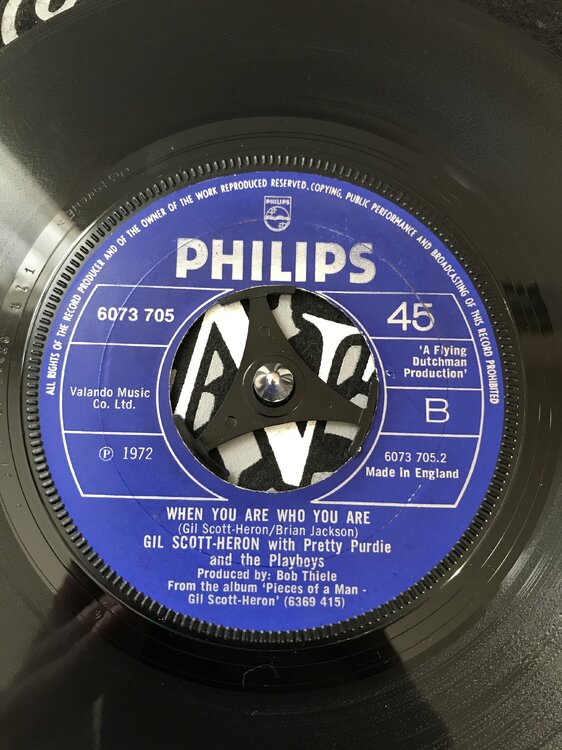 ALL RIGHTS OF THE RECORD PRODUCER AND OF THE OWNER OF THE WORK REPRODUCED RESERVED. COPYING, PUBLIC PERFORMANCE AND BROADCASTING OF THIS RECORD PROHIBITED
PHILIPS
PHILIPS
6073 705
45
'A Flying
Dutchman
Production'
Valando Music
Co. Ltd.
B
℗ 1972
6073 705.2
Made in England
WHEN YOU ARE WHO YOU ARE
(Gil Scott-Heron/Brian Jackson)
GIL SCOTT-HERON with Pretty Purdie
and the Playboys
Produced by: Bob Thiele
From the album 'Pieces of a Man -
Gil Scott-Heron' (6369 415)